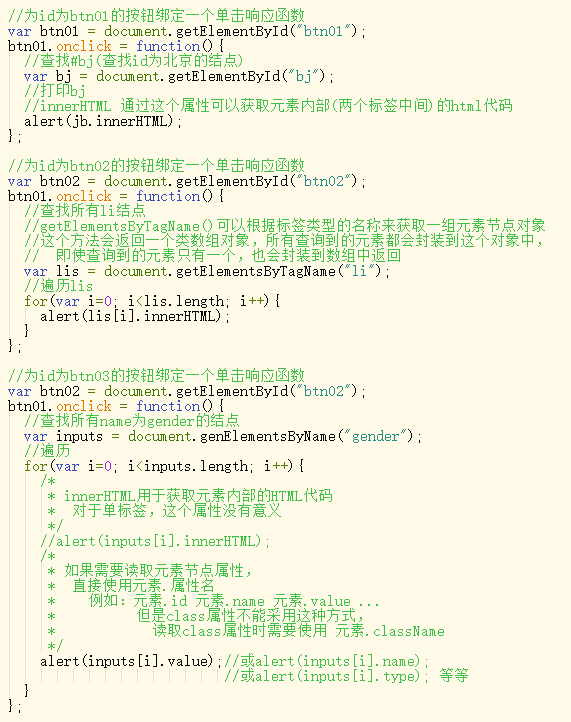 //为id为btn01的按钮绑定一个单击响应函数
var btn01 = document.getElementById("btn01");
btn01.onclick = function(){
//查找#bj(查找id为北京的结点)
var bj = document.getElementById("bj");
//打印bj
//innerHTML 通过这个属性可以获取元素内部(两个标签中间)的html代码
alert(jb.innerHTML);
};
//为id为btn02的按钮绑定一个单击响应函数
var btn02 = document.getElementById("btn02");
btn01.onclick = function(){
//查找所有li结点
//getElementsByTagName()可以根据标签类型的名称来获取一组元素节点对象
//这个方法会返回一个类数组对象,所有查询到的元素都会封装到这个对象中,
// 即使查询到的元素只有一个,也会封装到数组中返回
var lis = document.getElementsByTagName("li");
//遍历lis
for(var i=0; i<lis.length; i++){
alert(lis[i].innerHTML);
}
};
//为id为btn03的按钮绑定一个单击响应函数
var btn02 = document.getElementById("btn02");
btn01.onclick = function(){
//查找所有name为gender的结点
var inputs = document.genElementsByName("gender");
//遍历
for(var i=0; i<inputs.length; i++){
/*
* innerHTML用于获取元素内部的HTML代码
* 对于单标签,这个属性没有意义
*/
//alert(inputs[i].innerHTML);
/*
* 如果需要读取元素节点属性,
* 直接使用元素.属性名
* 例如: 元素.id 元素.name 元素.value ...
* 但是class属性不能采用这种方式,
* 读取class属性时需要使用 元素.className
*/
alert(inputs[i].value);//或alert(inputs[i].name);
//或alert(inputs[i].type); 等等
}
};